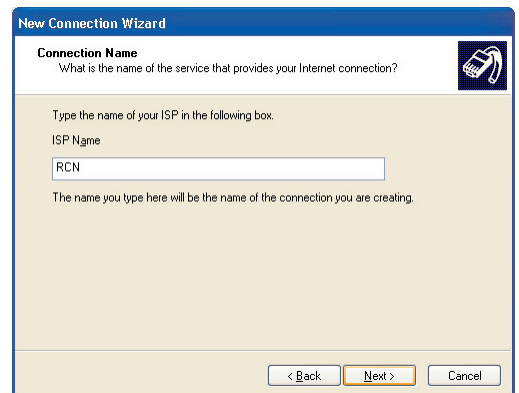 New Connection Wizard
Connection Name
What is the name of the service that provides your Internet connection?
Type the name of your ISP in the following box.
ISP Name
RCN
The name you type here will be the name of the connection you are creating.
< Back
Next >
Cancel